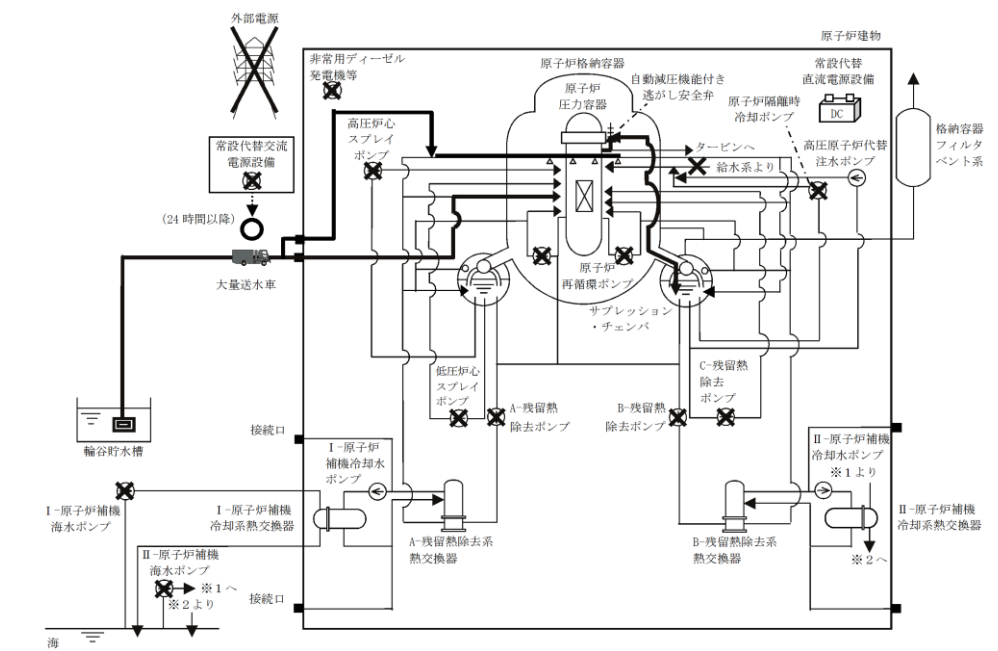 外部電源
原子炉建物
非常用ディーゼル
発電機等
原子炉格納容器
原子炉
圧力容器
自動減圧機能付き
逃がし安全弁
常設代替
直流電源設備
DC
原子炉隔離時
冷却ポンプ
高圧炉心
スプレイ
ポンプ
常設代替交流
電源設備
タービンへ
給水系より
高圧原子炉代替
注水ポンプ
格納容器
フィルタ
ベント系
(24時間以降)
大量送水車
原子炉
再循環ポンプ
サプレッション
・チェンバ
低圧炉心
スプレイ
ポンプ
A-残留熱
除去ポンプ
B-残留熱
除去ポンプ
C-残留熱
除去
ポンプ
輪谷貯水槽
接続口
Ⅰ-原子炉
補機冷却水
ポンプ
Ⅱ-原子炉補機
冷却水ポンプ
※1より
Ⅰ-原子炉補機
海水ポンプ
Ⅰ-原子炉補機
冷却系熱交換器
Ⅱ-原子炉補機
冷却系熱交換器
A-残留熱除去系
熱交換器
B-残留熱除去系
熱交換器
※2へ
Ⅱ-原子炉補機
海水ポンプ
※1へ
※2より
接続口
海